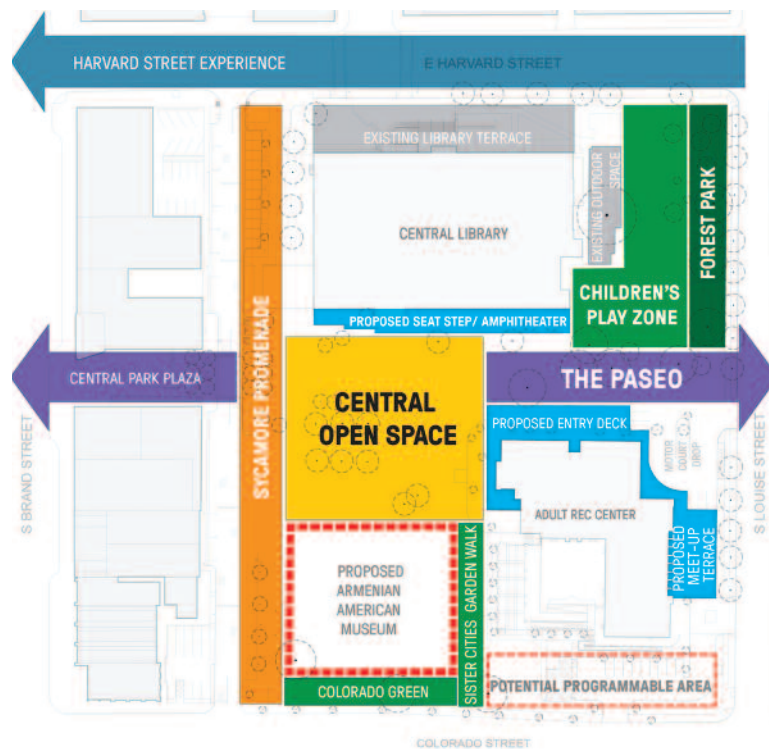 HARVARD STREET EXPERIENCE
E HARVARD STREET
EXISTING LIBRARY TERRACE
EXISTING OUTDOOR
SPACE
FOREST PARK
CENTRAL LIBRARY
CHILDREN'S
PLAY ZONE
PROPOSED SEAT STEP/ AMPHITHEATER
SYCAMORE PROMENADE
CENTRAL PARK PLAZA
THE PASEO
CENTRAL
OPEN SPACE
PROPOSED ENTRY DECK
MOTOR
COURT
DROP
S BRAND STREET
S LOUISE STREET
ADULT REC CENTER
PROPOSED
MEET-UP
TERRACE
PROPOSED
ARMENIAN
AMERICAN
MUSEUM
SISTER CITIES GARDEN WALK
COLORADO GREEN
POTENTIAL PROGRAMMABLE AREA
COLORADO STREET